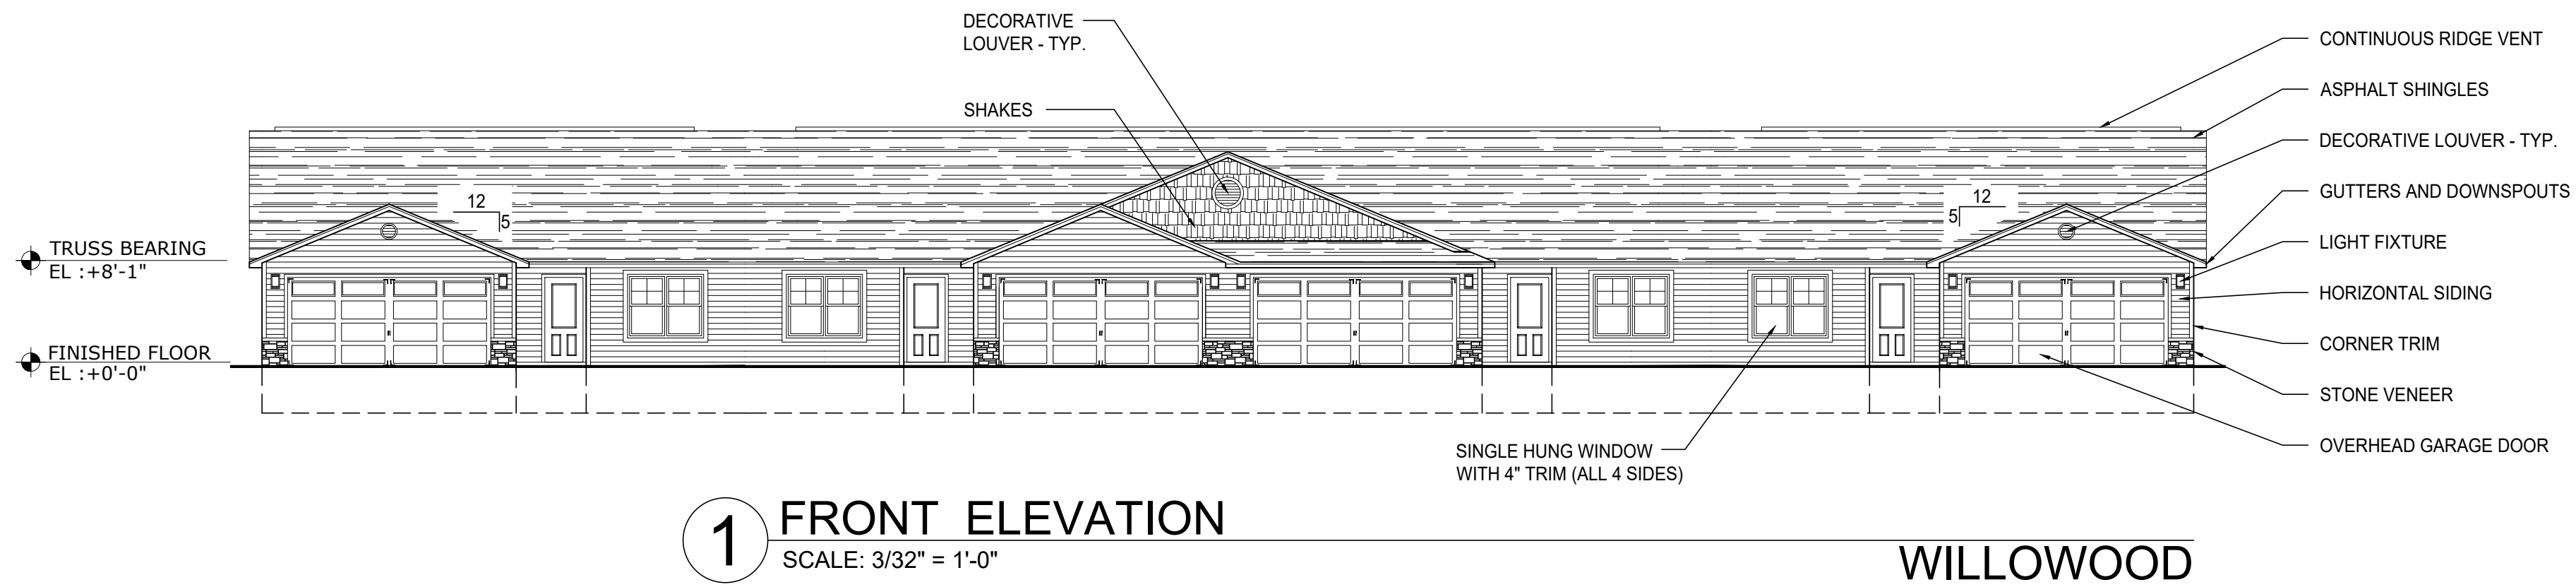 DECORATIVE
LOUVER - TYP.
SHAKES
CONTINUOUS RIDGE VENT
ASPHALT SHINGLES
DECORATIVE LOUVER - TYP.
GUTTERS AND DOWNSPOUTS
LIGHT FIXTURE
HORIZONTAL SIDING
CORNER TRIM
STONE VENEER
OVERHEAD GARAGE DOOR
12
5
12
5
TRUSS BEARING
EL :+8'-1"
FINISHED FLOOR
EL :+0'-0"
SINGLE HUNG WINDOW
WITH 4" TRIM (ALL 4 SIDES)
1
FRONT ELEVATION
SCALE: 3/32" = 1'-0"
WILLOWOOD